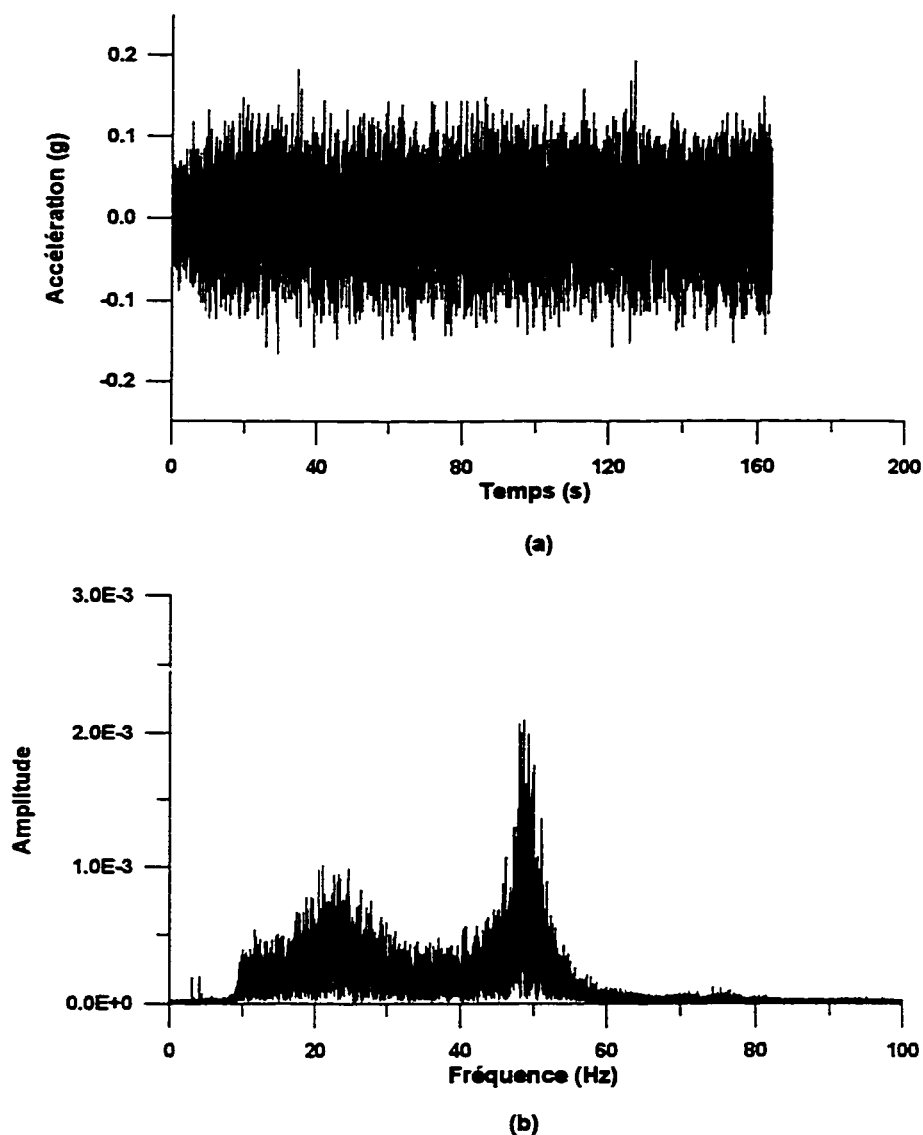 0.2
0.1
0.0
-0.1
-0.2
Accélération (g)
0 40 80 120 160 200
Temps (s)
(a)
3.0E-3
2.0E-3
1.0E-3
0.0E+0
Amplitude
0 20 40 60 80 100
Fréquence (Hz)
(b)